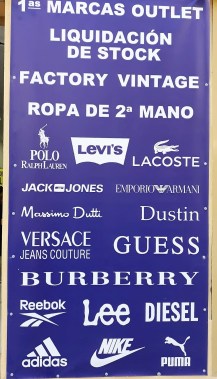 1as MARCAS OUTLET
LIQUIDACIÓN
DE STOCK
FACTORY VINTAGE
ROPA DE 2ª MANO
POLO
RALPH LAUREN
LEVI'S
LACOSTE
JACK JONES
EMPORIO ARMANI
Massimo Dutti
Dustin
VERSACE
JEANS COUTURE
GUESS
BURBERRY
Reebok
Lee
DIESEL
adidas
NIKE
PUMA